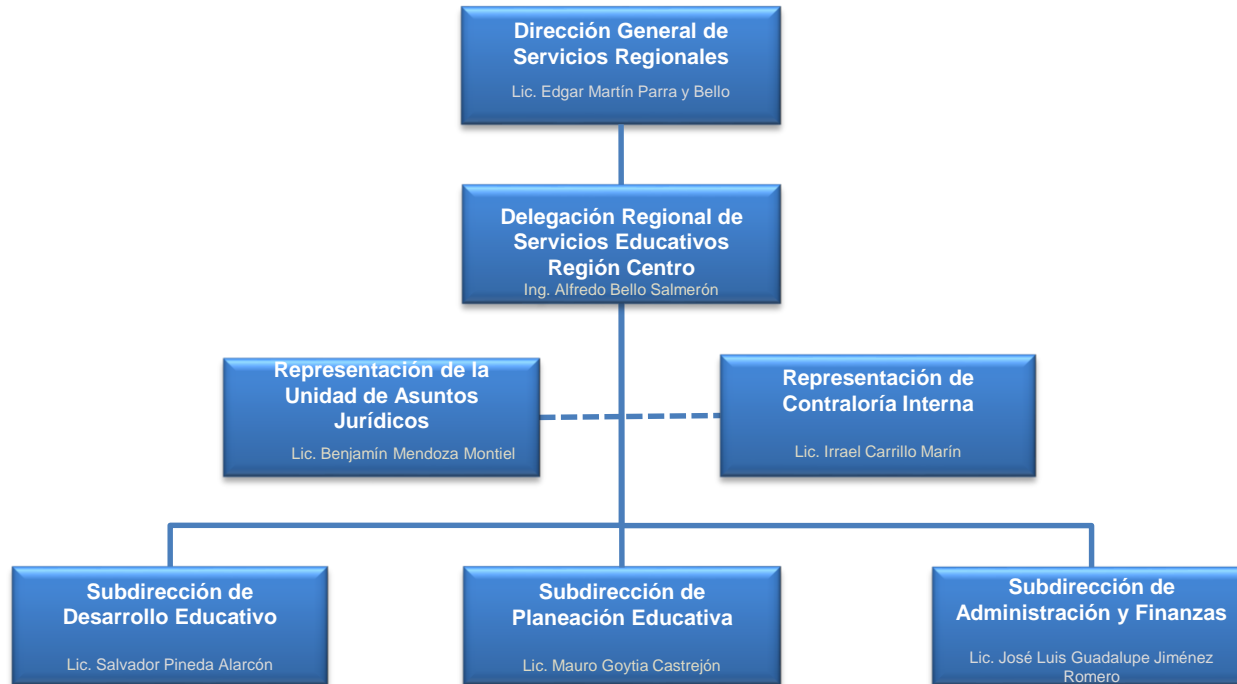 Dirección General de
Servicios Regionales
Lic. Edgar Martín Parra y Bello
Delegación Regional de
Servicios Educativos
Región Centro
Ing. Alfredo Bello Salmerón
Representación de la
Unidad de Asuntos
Jurídicos
Lic. Benjamín Mendoza Montiel
Representación de
Contraloría Interna
Lic. Irrael Carrillo Marín
Subdirección de
Desarrollo Educativo
Lic. Salvador Pineda Alarcón
Subdirección de
Planeación Educativa
Lic. Mauro Goytia Castrejón
Subdirección de
Administración y Finanzas
Lic. José Luis Guadalupe Jiménez
Romero